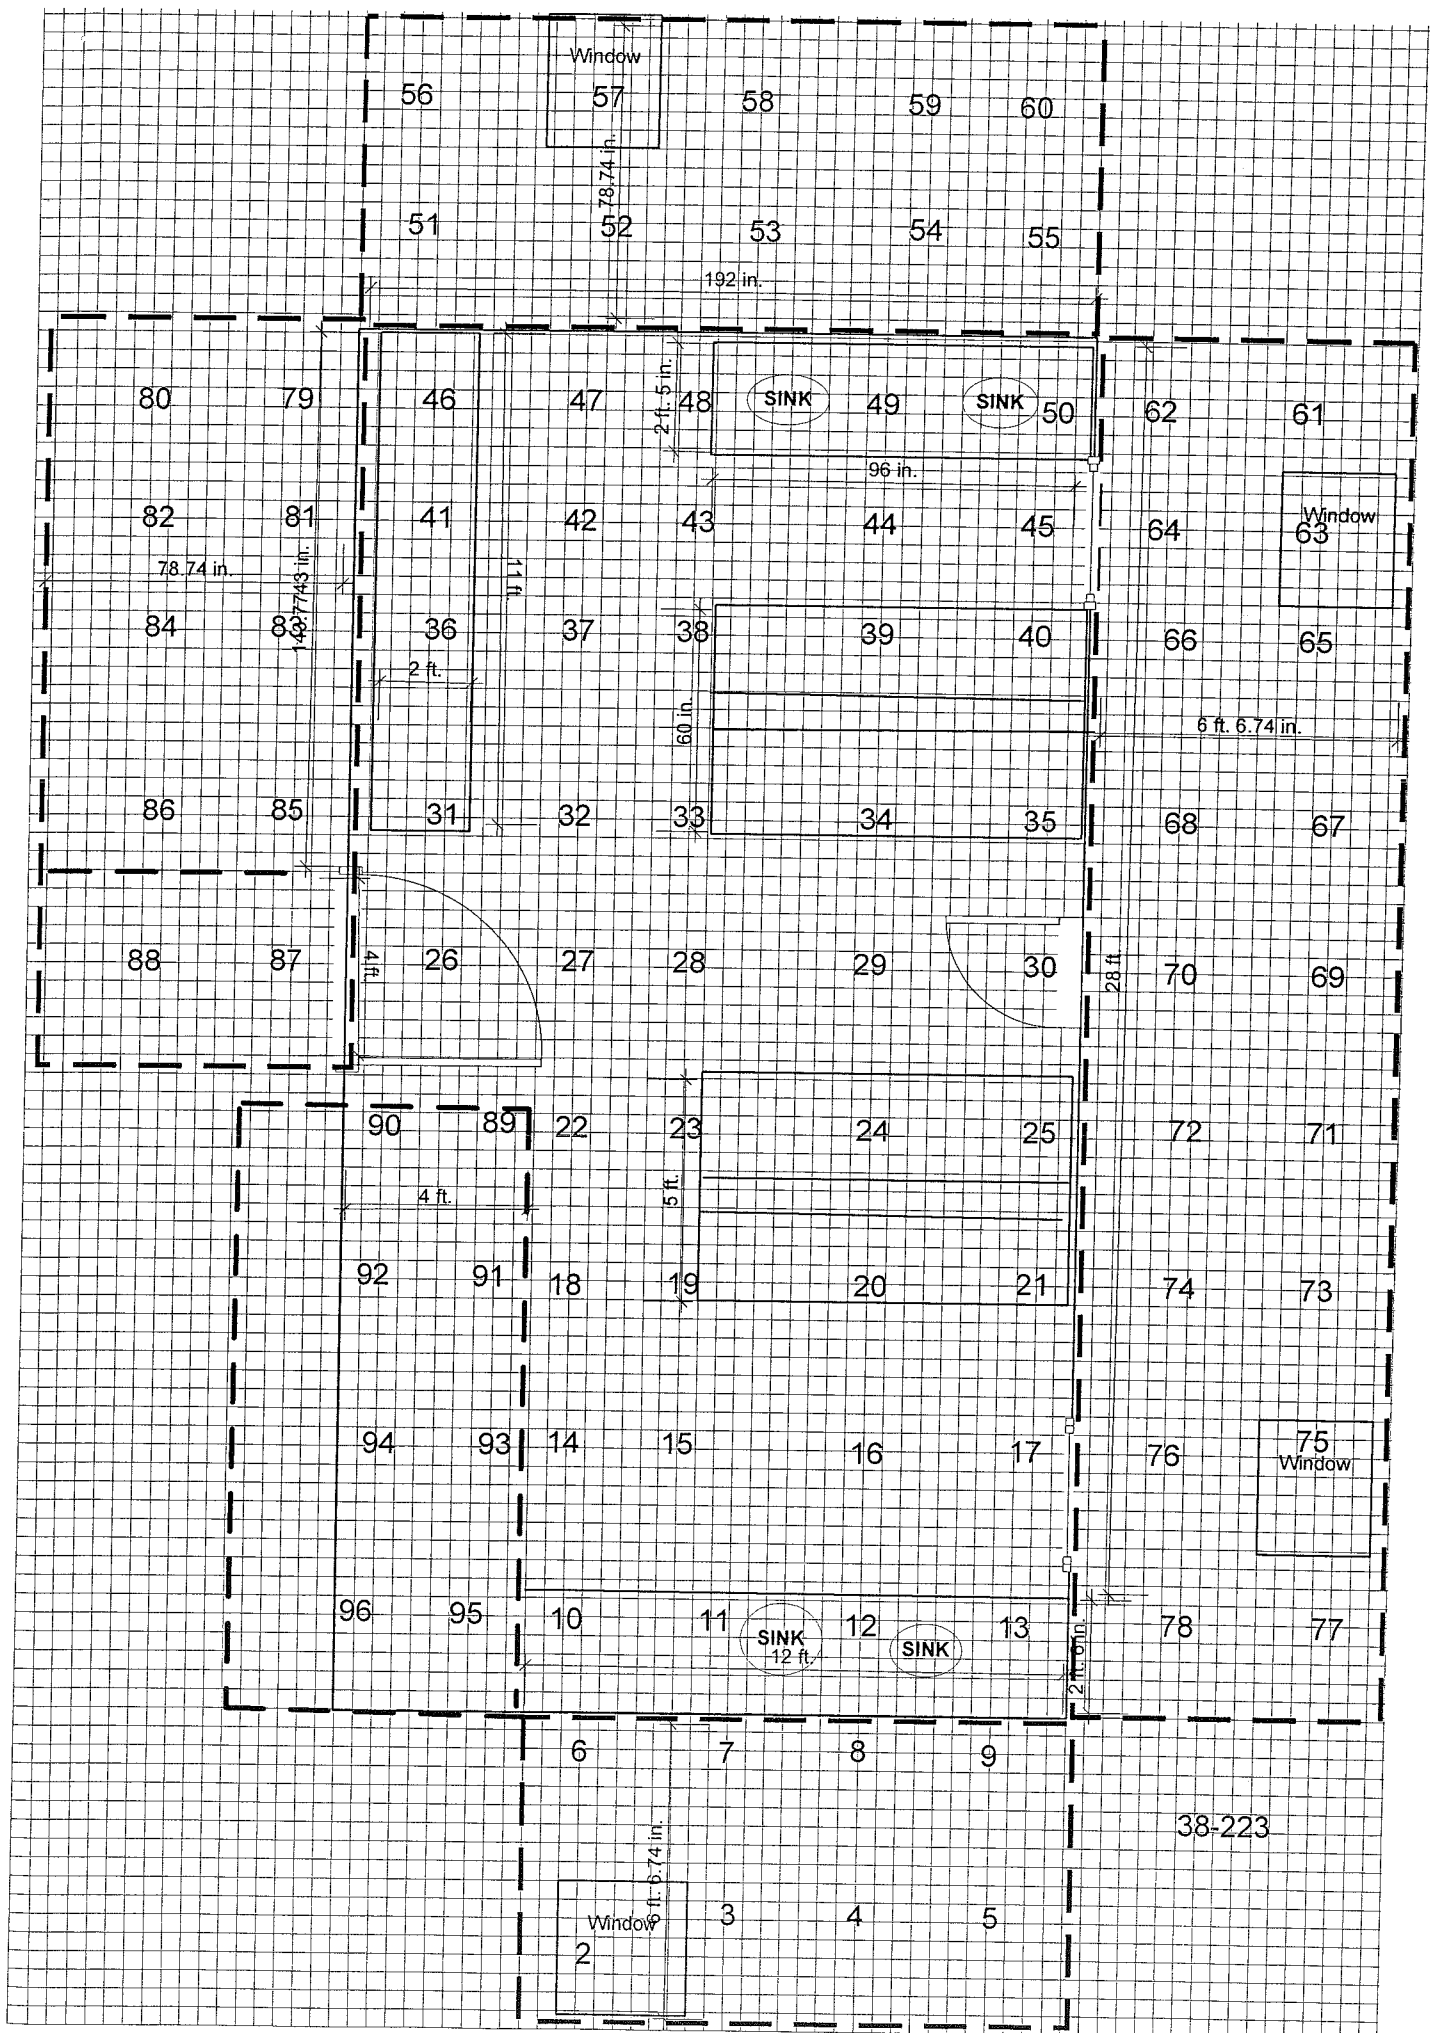 Window
56 57 58 59 60
78.74 in.
51 52 53 54 55
192 in.
80 79 46 47 2 ft. 5 in. 48 SINK 49 SINK 50 62 61
96 in.
82 81 41 42 43 44 45 64 Window 63
78.74 in. 143.7743 in. 11 ft.
84 83 36 37 38 39 40 66 65
2 ft.
60 in. 6 ft. 6.74 in.
86 85 31 32 33 34 35 68 67
88 87 4 ft. 26 27 28 29 30 28 ft. 70 69
90 89 22 23 24 25 72 71
4 ft. 5 ft.
92 91 18 19 20 21 74 73
94 93 14 15 16 17 76 75
Window
96 95 10 11 12 13 78 77
SINK SINK
12 ft. 2 ft. 6 in.
6 7 8 9
38-223
6 ft. 6.74 in.
Window 3 4 5
2